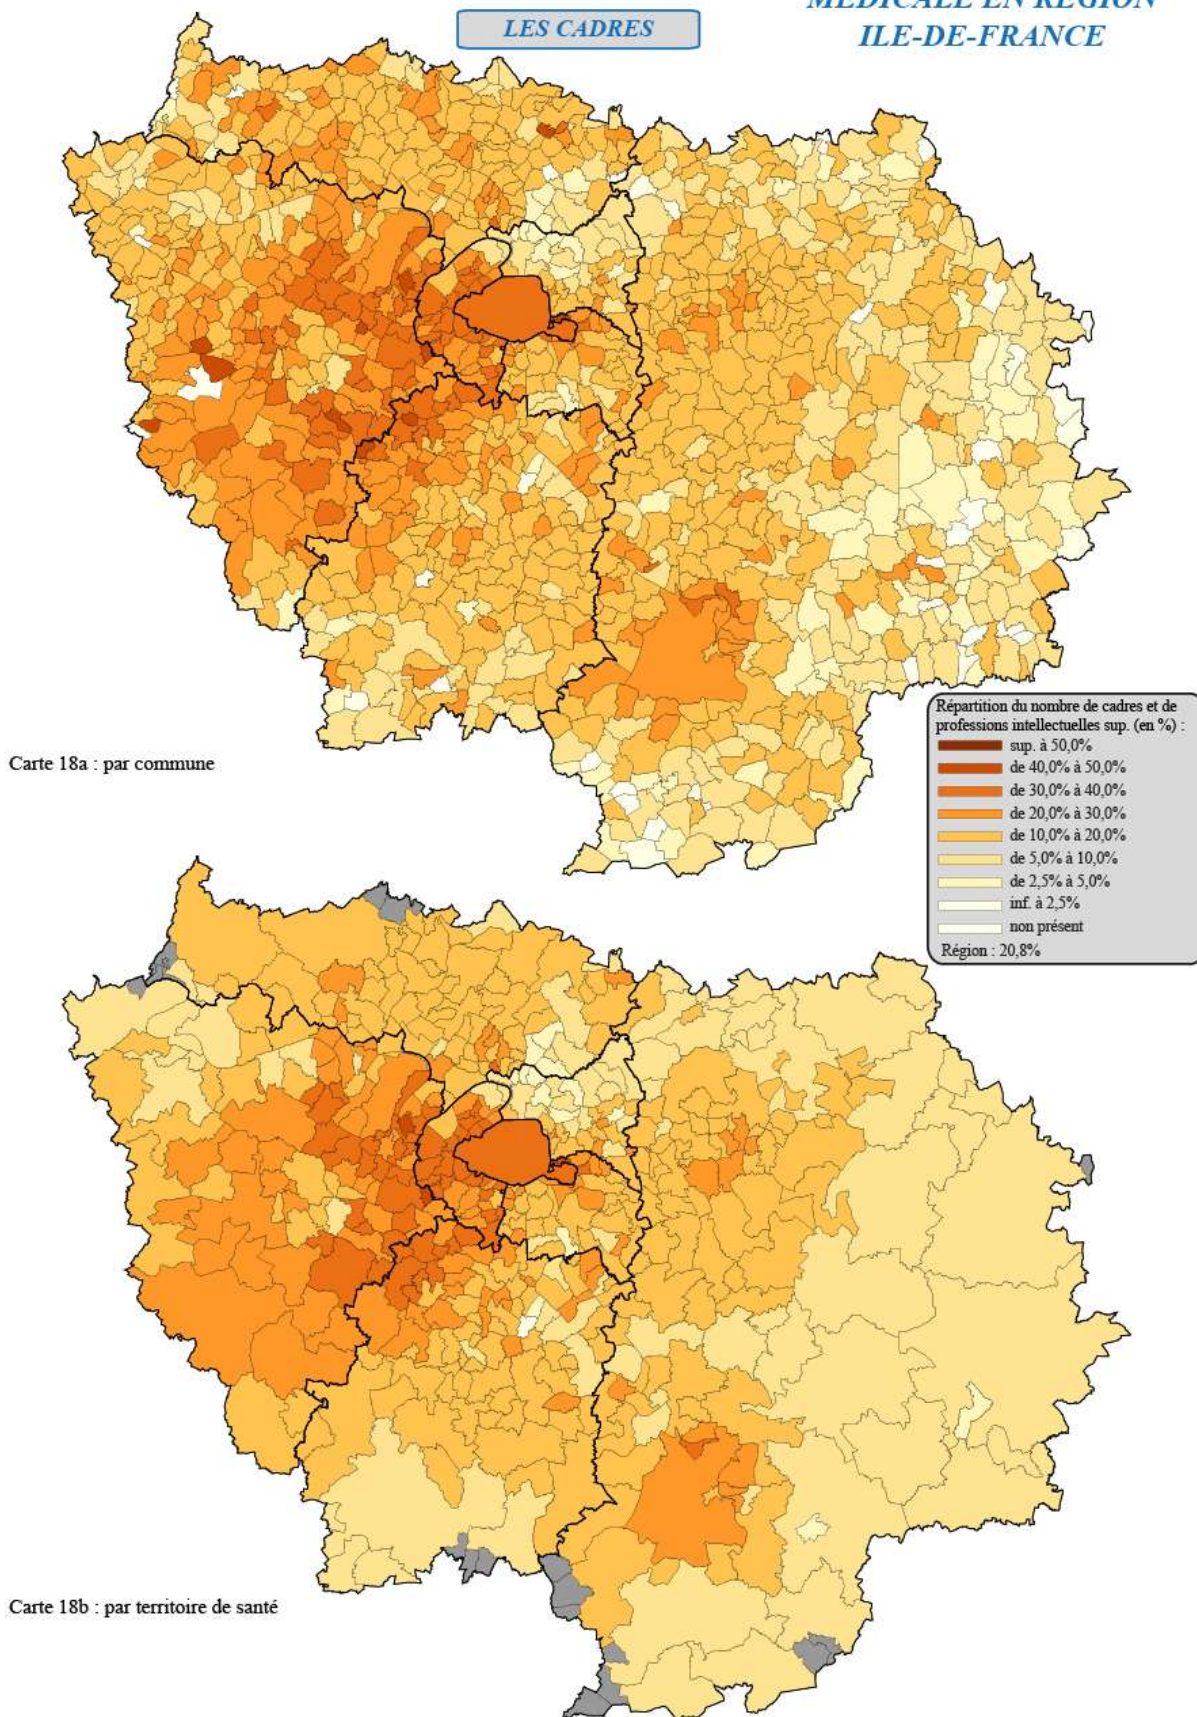 MÉDICALE EN RÉGION
ILE-DE-FRANCE
LES CADRES
Carte 18a : par commune
Répartition du nombre de cadres et de
professions intellectuelles sup. (en %) :
sup. à 50,0%
de 40,0% à 50,0%
de 30,0% à 40,0%
de 20,0% à 30,0%
de 10,0% à 20,0%
de 5,0% à 10,0%
de 2,5% à 5,0%
inf. à 2,5%
non présent
Région : 20,8%
Carte 18b : par territoire de santé